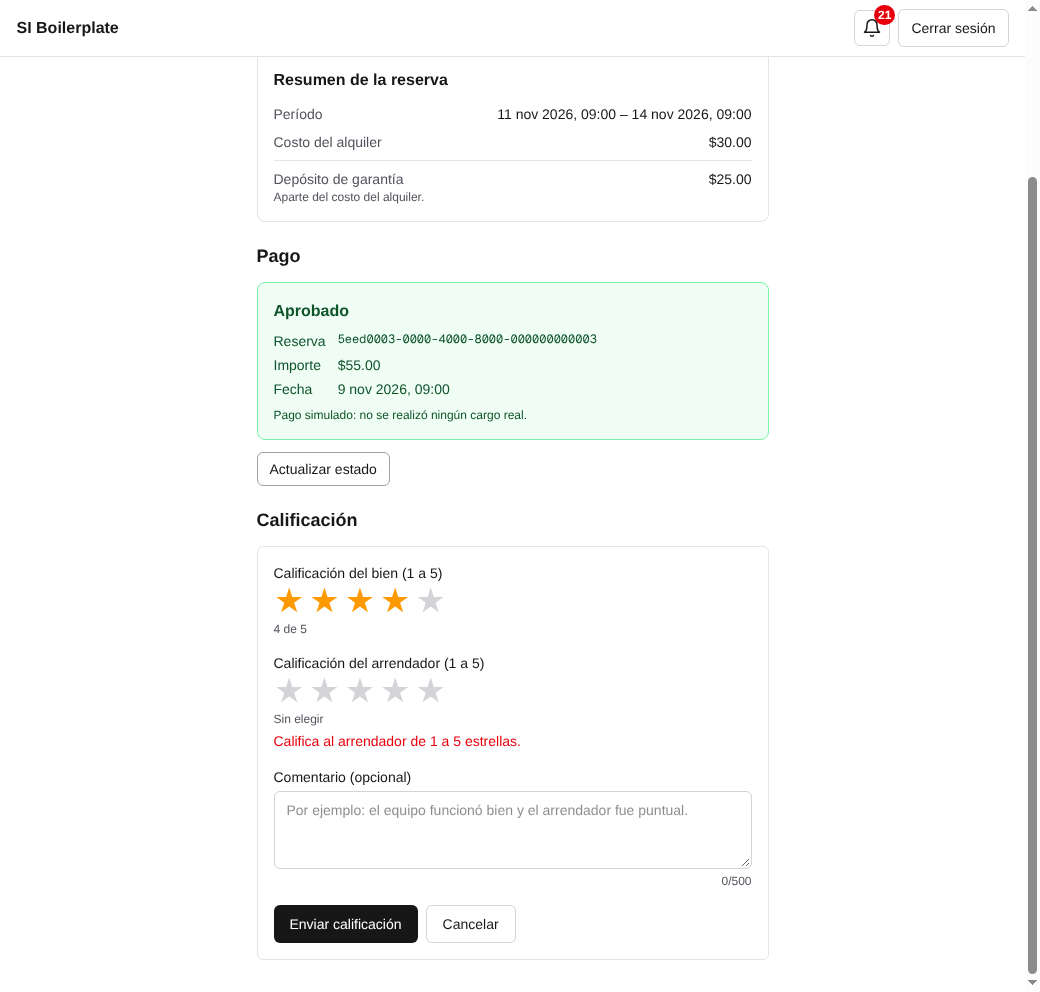 SI Boilerplate
21
Cerrar sesión
Resumen de la reserva
Período 11 nov 2026, 09:00 – 14 nov 2026, 09:00
Costo del alquiler $30.00
Depósito de garantía $25.00
Aparte del costo del alquiler.
Pago
Aprobado
Reserva 5eed0003-0000-4000-8000-000000000003
Importe $55.00
Fecha 9 nov 2026, 09:00
Pago simulado: no se realizó ningún cargo real.
Actualizar estado
Calificación
Calificación del bien (1 a 5)
4 de 5
Calificación del arrendador (1 a 5)
Sin elegir
Califica al arrendador de 1 a 5 estrellas.
Comentario (opcional)
Por ejemplo: el equipo funcionó bien y el arrendador fue puntual.
0/500
Enviar calificación Cancelar